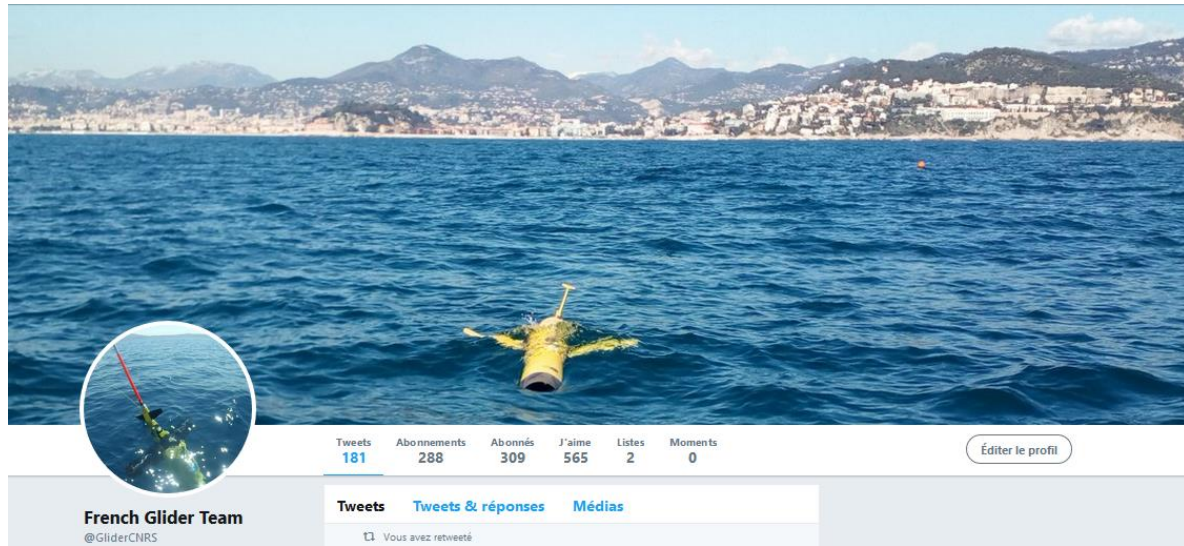 Tweets Abonnements Abonnés J'aime Listes Moments
181 288 309 565 2 0
Éditer le profil
Tweets Tweets & réponses Médias
Vous avez retweeté
French Glider Team
@GliderCNRS